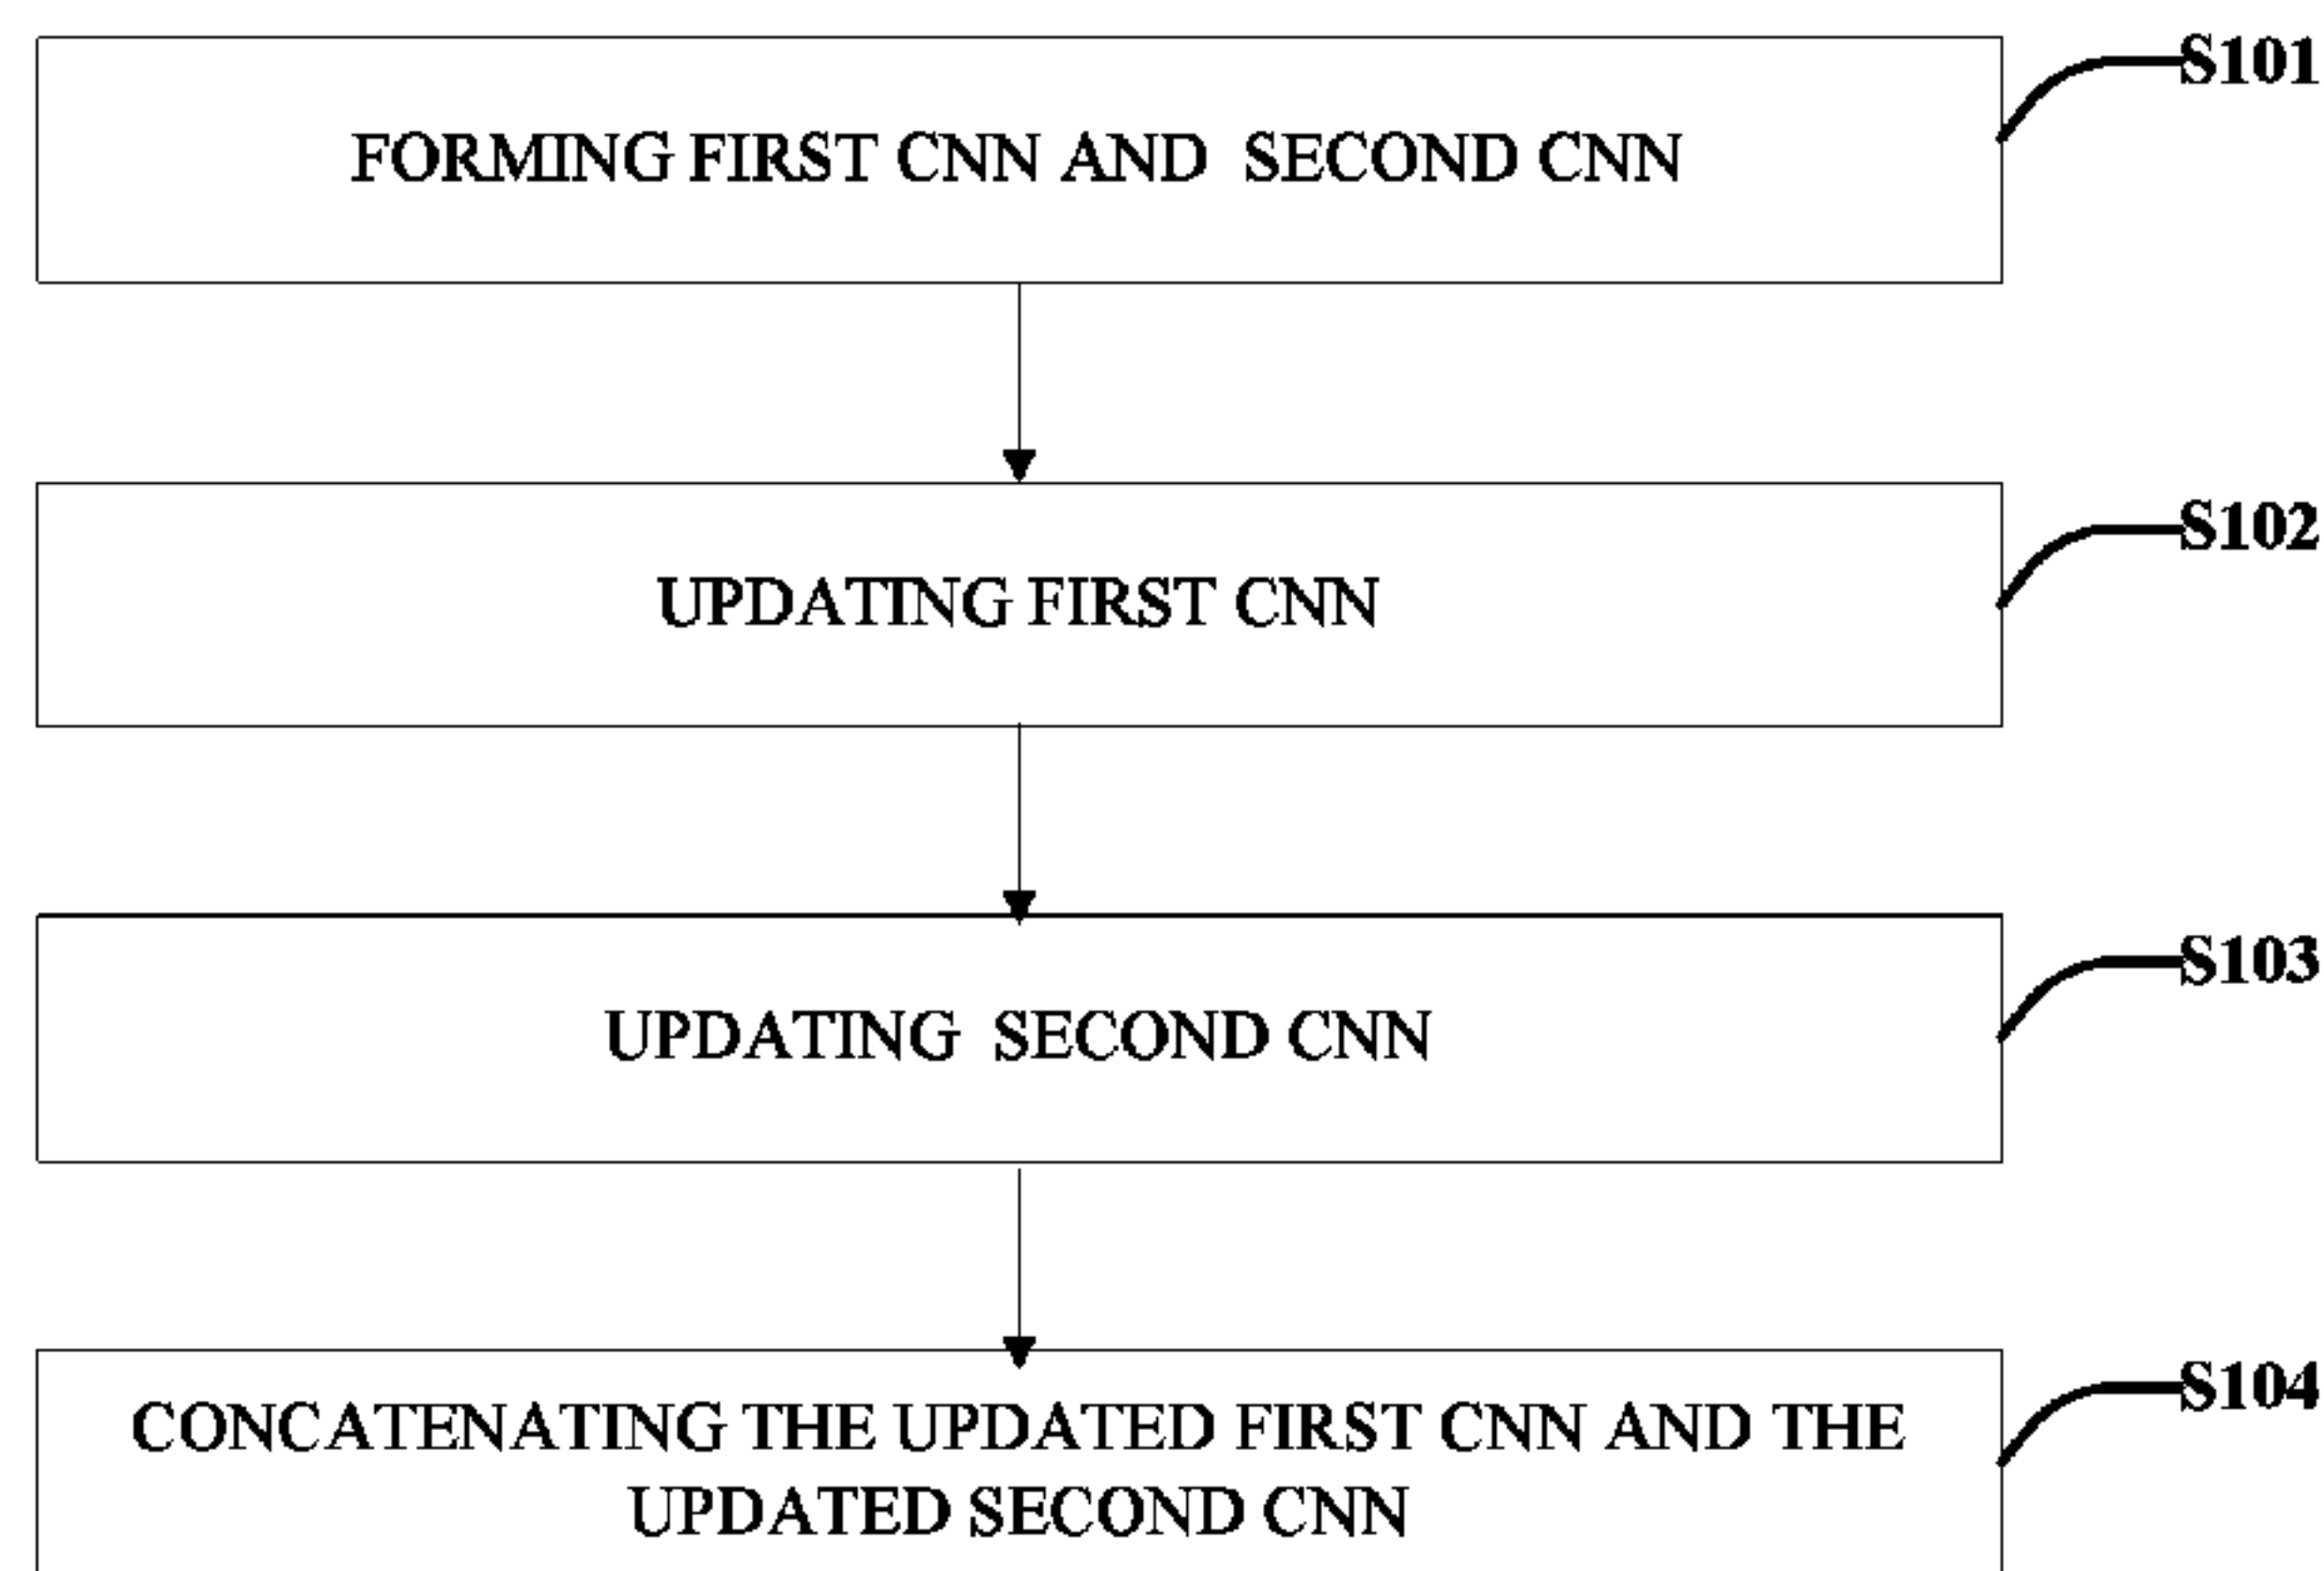 S101
FORMING FIRST CNN AND SECOND CNN
S102
UPDATING FIRST CNN
S103
UPDATING SECOND CNN
S104
CONCATENATING THE UPDATED FIRST CNN AND THE
UPDATED SECOND CNN